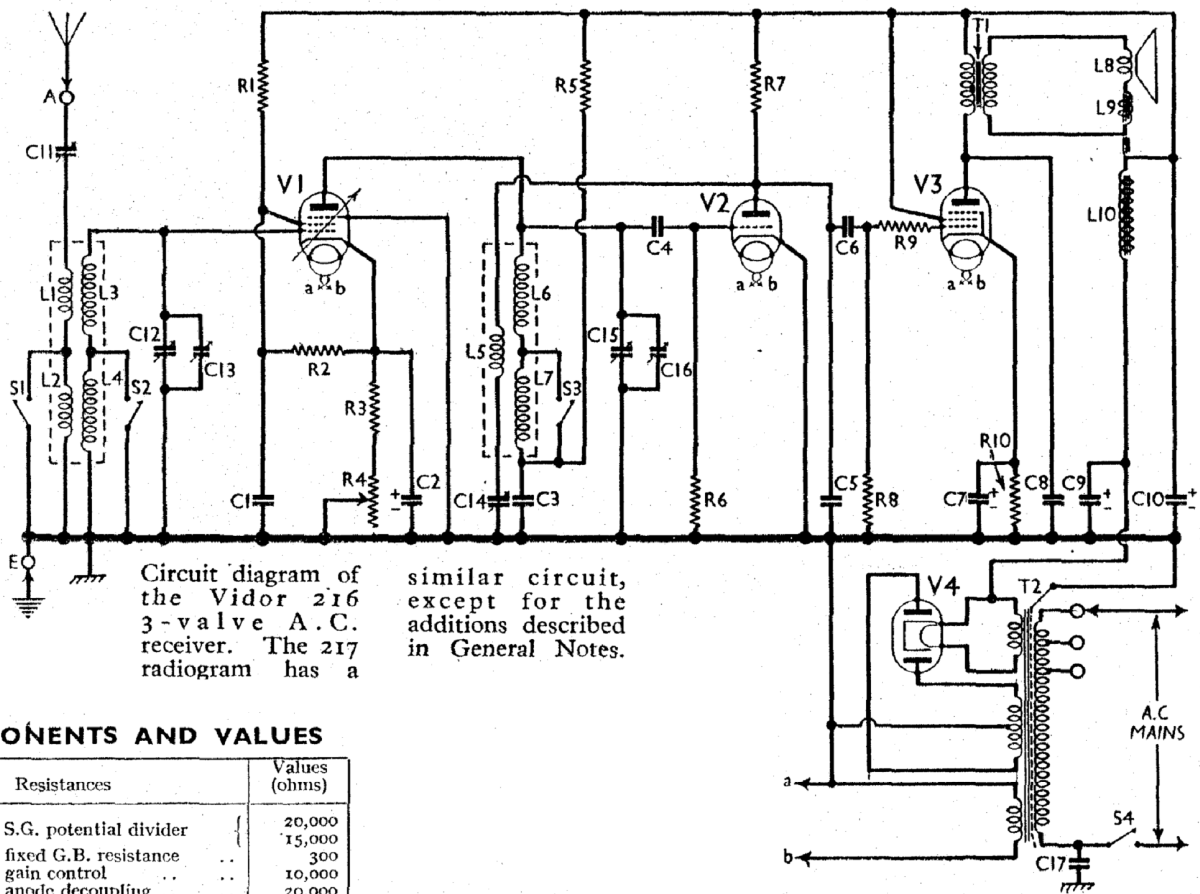 T1
R1
R5
R7
L8
L9
A
C11
V1
V2
V3
L10
C4
C6
R9
a b
a b
a b
L1
L3
L6
C12
C13
L5
C15
C16
R2
S1
L2
L4
S2
L7
S3
R3
R10
R4
C2
+
-
C1
C14
C3
R6
C5
R8
C7
+
-
C8
C9
+
-
C10
+
-
E
Circuit diagram of
the Vidor 216
3-valve A.C.
receiver. The 217
radiogram has a
similar circuit,
except for the
additions described
in General Notes.
V4
T2
A.C
MAINS
a
b
S4
C17
ONENTS AND VALUES
Resistances
Values
(ohms)
S.G. potential divider { 20,000
15,000
fixed G.B. resistance .. 300
gain control .. .. 10,000
anode decoupling 20,000